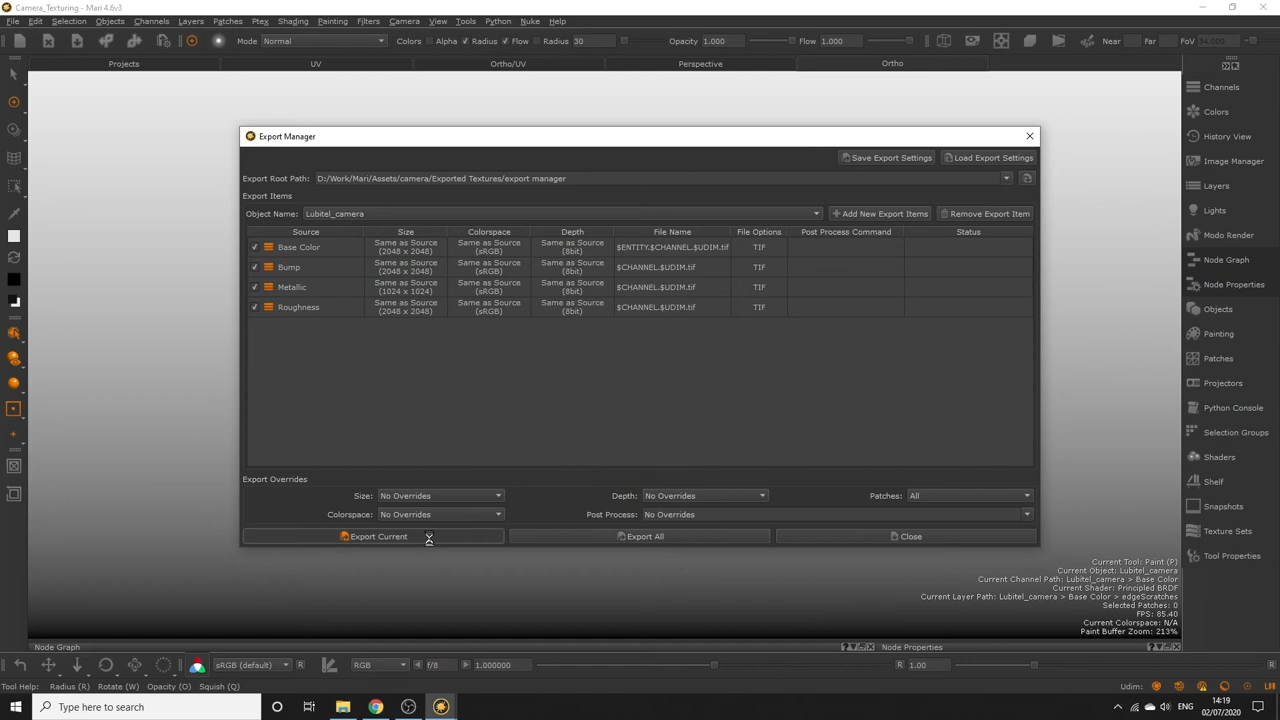 Camera_Texturing - Mari 4.6v3
File Edit Selection Objects Channels Layers Patches Ptex Shading Painting Filters Camera View Tools Python Nuke Help
Mode Normal Colors Alpha Radius Flow Radius 30 Opacity 1.000 Flow 1.000 Near Far FoV 24.000
Projects UV Ortho/UV Perspective Ortho
Channels
Colors
History View
Image Manager
Layers
Lights
Modo Render
Node Graph
Node Properties
Objects
Painting
Patches
Projectors
Python Console
Selection Groups
Shaders
Shelf
Snapshots
Texture Sets
Tool Properties
Export Manager
Save Export Settings Load Export Settings
Export Root Path: D:/Work/Mari/Assets/camera/Exported Textures/export manager
Export Items
Object Name: Lubitel_camera Add New Export Items Remove Export Item
Source Size Colorspace Depth File Name File Options Post Process Command Status
Base Color Same as Source (2048 x 2048) Same as Source (sRGB) Same as Source (8bit) $ENTITY.$CHANNEL.$UDIM.tif TIF
Bump Same as Source (2048 x 2048) Same as Source (sRGB) Same as Source (8bit) $CHANNEL.$UDIM.tif TIF
Metallic Same as Source (1024 x 1024) Same as Source (sRGB) Same as Source (8bit) $CHANNEL.$UDIM.tif TIF
Roughness Same as Source (2048 x 2048) Same as Source (sRGB) Same as Source (8bit) $CHANNEL.$UDIM.tif TIF
Export Overrides
Size: No Overrides Depth: No Overrides Patches: All
Colorspace: No Overrides Post Process: No Overrides
Export Current Export All Close
Current Tool: Paint (P)
Current Object: Lubitel_camera
Current Channel Path: Lubitel_camera > Base Color
Current Shader: Principled BRDF
Current Layer Path: Lubitel_camera > Base Color > edgeScratches
Selected Patches: 0
FPS: 85.40
Current Colorspace: N/A
Paint Buffer Zoom: 213%
Node Graph Node Properties
sRGB (default) R RGB f/8 1.000000 R 1.00 R
Tool Help: Radius (R) Rotate (W) Opacity (O) Squish (Q) Udim:
Type here to search
ENG
14:19
02/07/2020